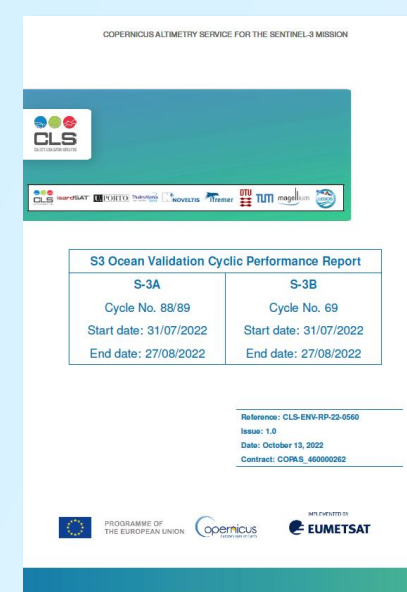 COPERNICUS ALTIMETRY SERVICE FOR THE SENTINEL-3 MISSION
CLS
CLS isardSAT U.PORTO NOVELTIS Ifremer DTU TUM magellium
S3 Ocean Validation Cyclic Performance Report
S-3A S-3B
Cycle No. 88/89 Cycle No. 69
Start date: 31/07/2022 Start date: 31/07/2022
End date: 27/08/2022 End date: 27/08/2022
Reference: CLS-ENV-RP-22-0560
Issue: 1.0
Date: October 13, 2022
Contract: COPAS_460000262
IMPLEMENTED BY
PROGRAMME OF
THE EUROPEAN UNION
opernicus
EUMETSAT